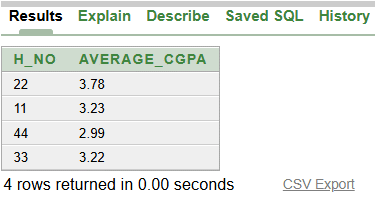 Results Explain Describe Saved SQL History
H_NO AVERAGE_CGPA
22 3.78
11 3.23
44 2.99
33 3.22
4 rows returned in 0.00 seconds CSV Export